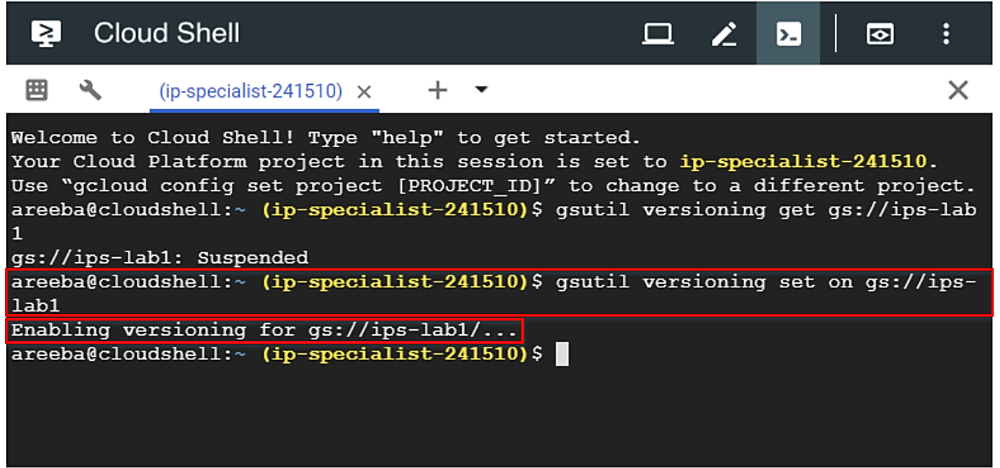 Cloud Shell
(ip-specialist-241510)
Welcome to Cloud Shell! Type "help" to get started.
Your Cloud Platform project in this session is set to ip-specialist-241510.
Use “gcloud config set project [PROJECT_ID]” to change to a different project.
areeba@cloudshell:~ (ip-specialist-241510)$ gsutil versioning get gs://ips-lab
1
gs://ips-lab1: Suspended
areeba@cloudshell:~ (ip-specialist-241510)$ gsutil versioning set on gs://ips-
lab1
Enabling versioning for gs://ips-lab1/...
areeba@cloudshell:~ (ip-specialist-241510)$